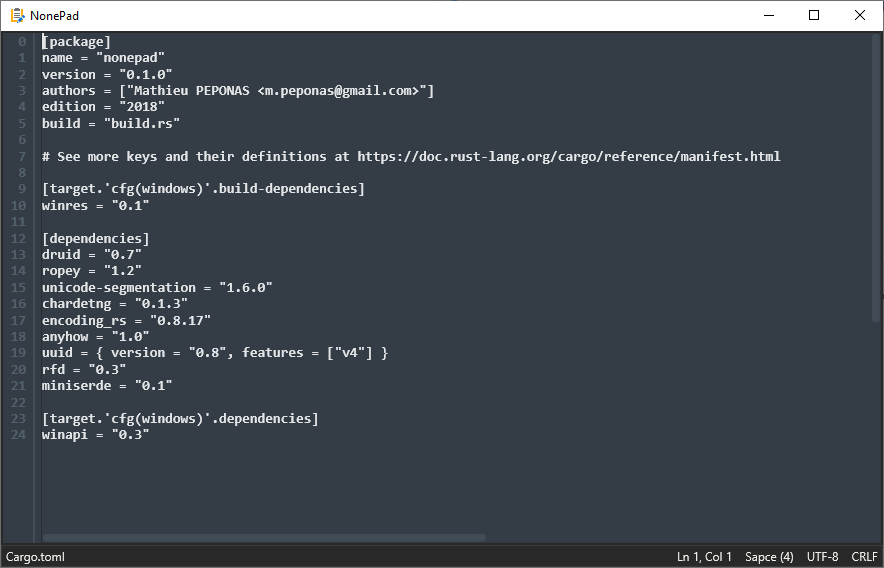 NonePad
0 [package]
1 name = "nonepad"
2 version = "0.1.0"
3 authors = ["Mathieu PEPONAS <m.peponas@gmail.com>"]
4 edition = "2018"
5 build = "build.rs"
6
7 # See more keys and their definitions at https://doc.rust-lang.org/cargo/reference/manifest.html
8
9 [target.'cfg(windows)'.build-dependencies]
10 winres = "0.1"
11
12 [dependencies]
13 druid = "0.7"
14 ropey = "1.2"
15 unicode-segmentation = "1.6.0"
16 chardetng = "0.1.3"
17 encoding_rs = "0.8.17"
18 anyhow = "1.0"
19 uuid = { version = "0.8", features = ["v4"] }
20 rfd = "0.3"
21 miniserde = "0.1"
22
23 [target.'cfg(windows)'.dependencies]
24 winapi = "0.3"
Cargo.toml Ln 1, Col 1 Sapce (4) UTF-8 CRLF